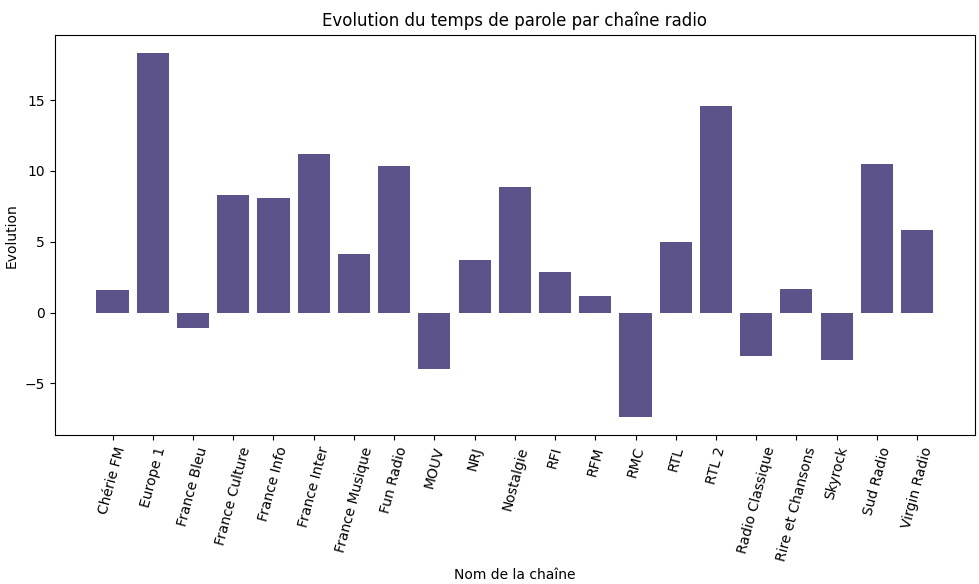 Evolution du temps de parole par chaîne radio
Evolution
15
10
5
0
−5
Chérie FM
Europe 1
France Bleu
France Culture
France Info
France Inter
France Musique
Fun Radio
MOUV
NRJ
Nostalgie
RFI
RFM
RMC
RTL
RTL 2
Radio Classique
Rire et Chansons
Skyrock
Sud Radio
Virgin Radio
Nom de la chaîne